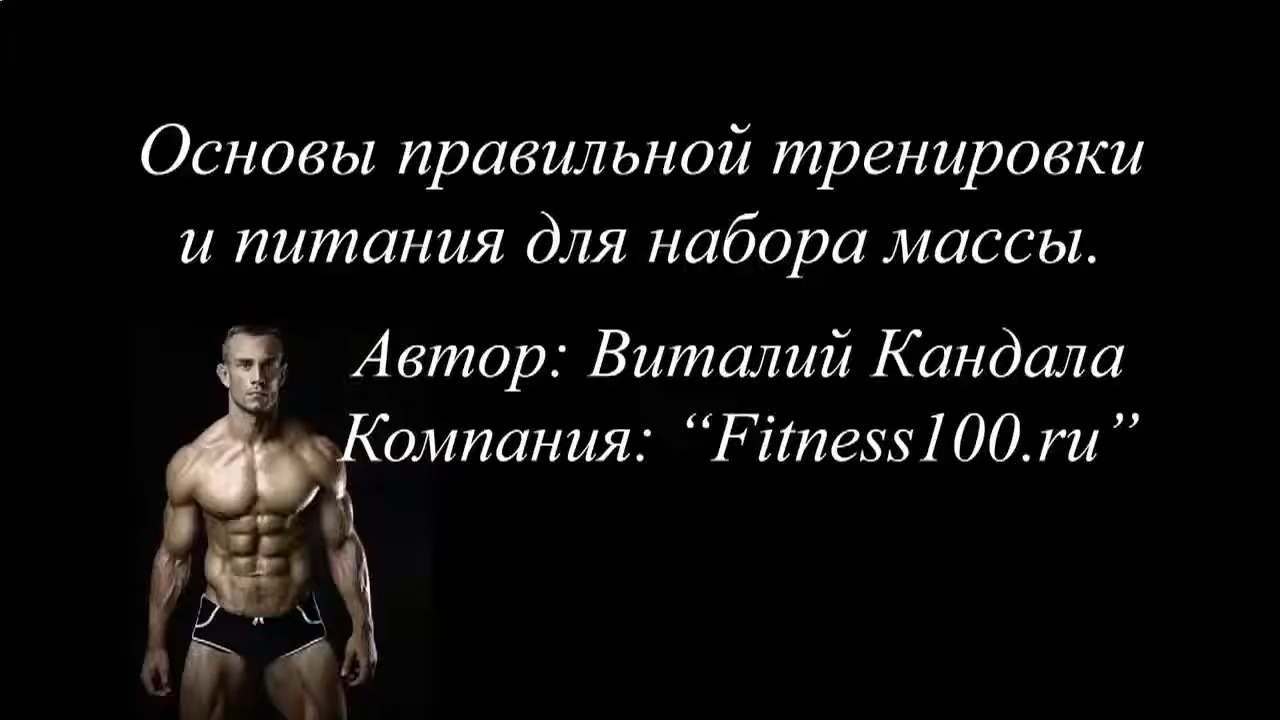 Основы правильной тренировки
и питания для набора массы.
Автор: Виталий Кандала
Компания: “Fitness100.ru”